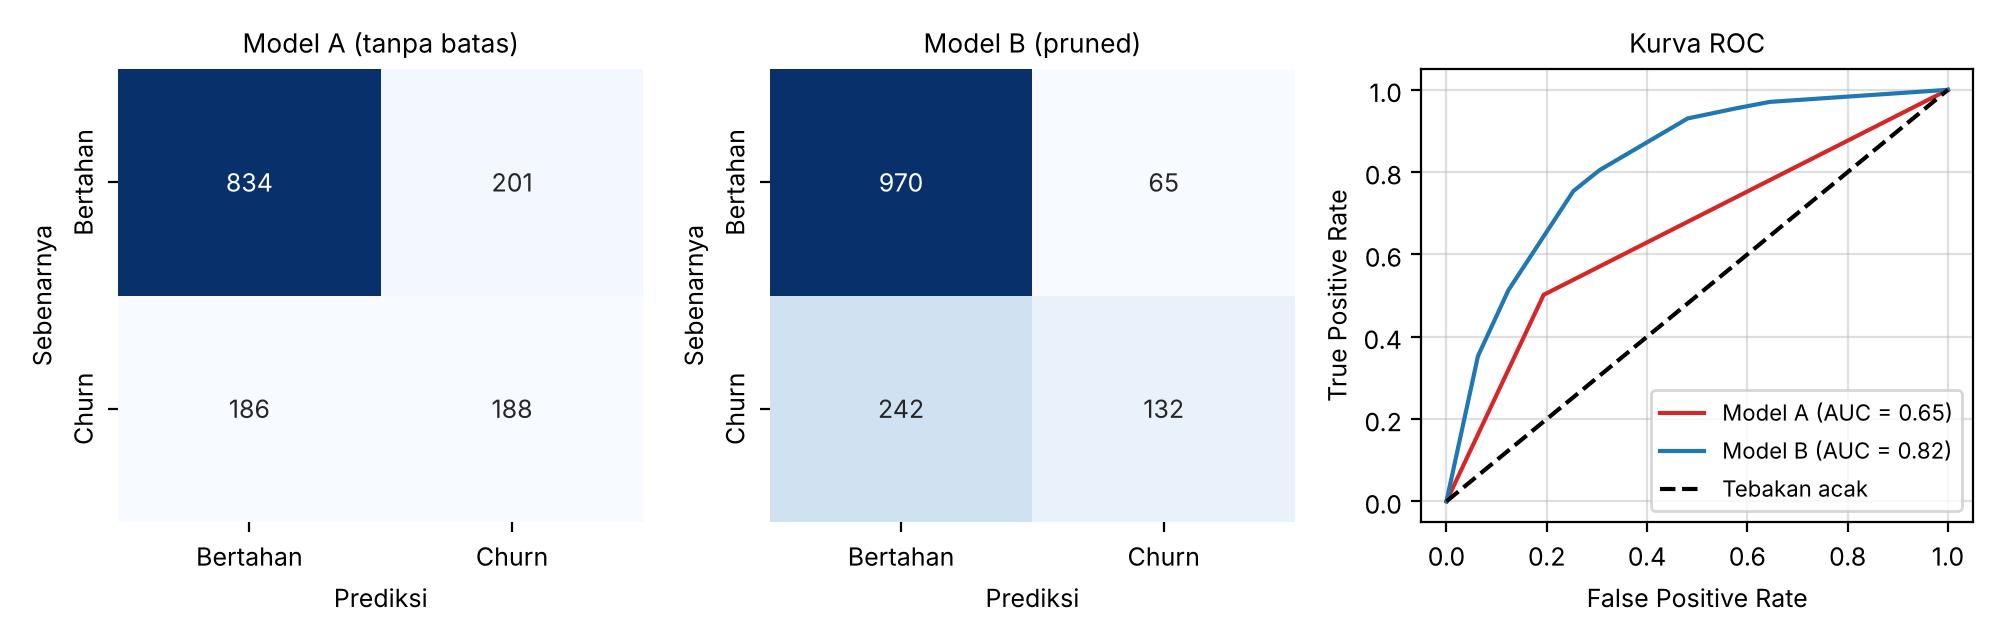 Model A (tanpa batas)
Sebenarnya
Bertahan
Churn
834
201
186
188
Bertahan
Churn
Prediksi
Model B (pruned)
Sebenarnya
Bertahan
Churn
970
65
242
132
Bertahan
Churn
Prediksi
Kurva ROC
True Positive Rate
1.0
0.8
0.6
0.4
0.2
0.0
Model A (AUC = 0.65)
Model B (AUC = 0.82)
Tebakan acak
0.0
0.2
0.4
0.6
0.8
1.0
False Positive Rate